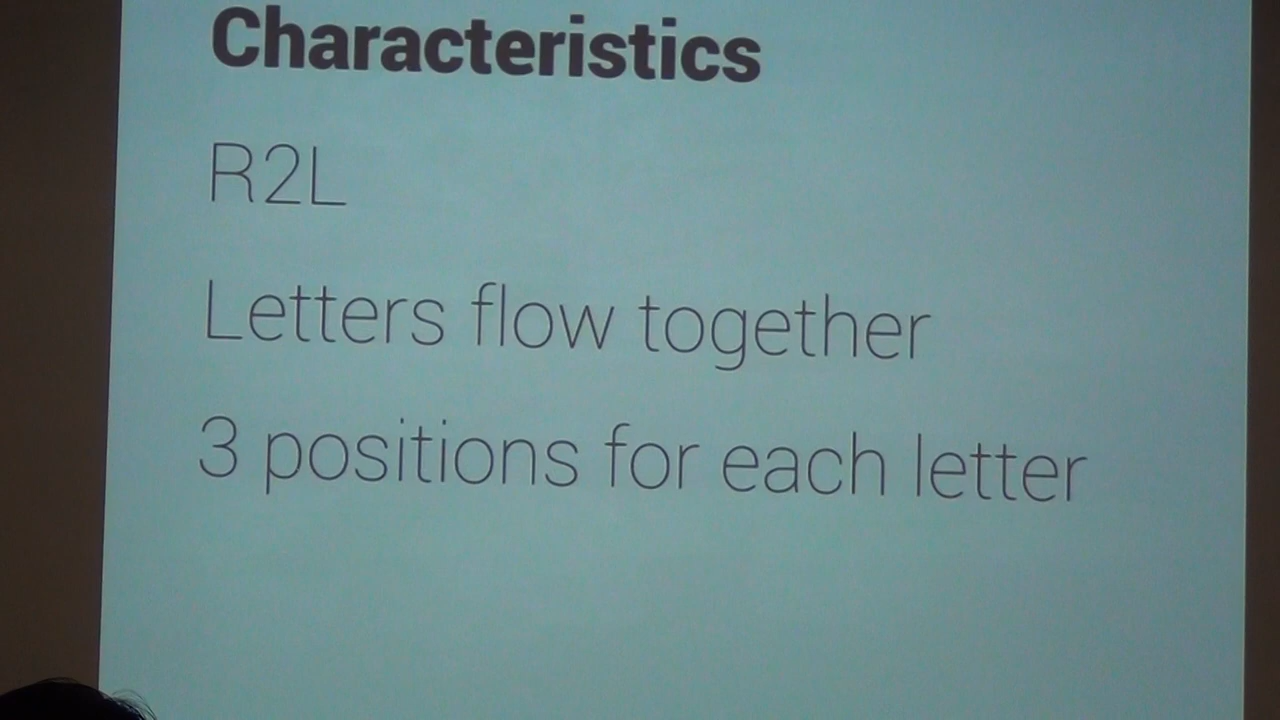 Characteristics
R2L
Letters flow together
3 positions for each letter